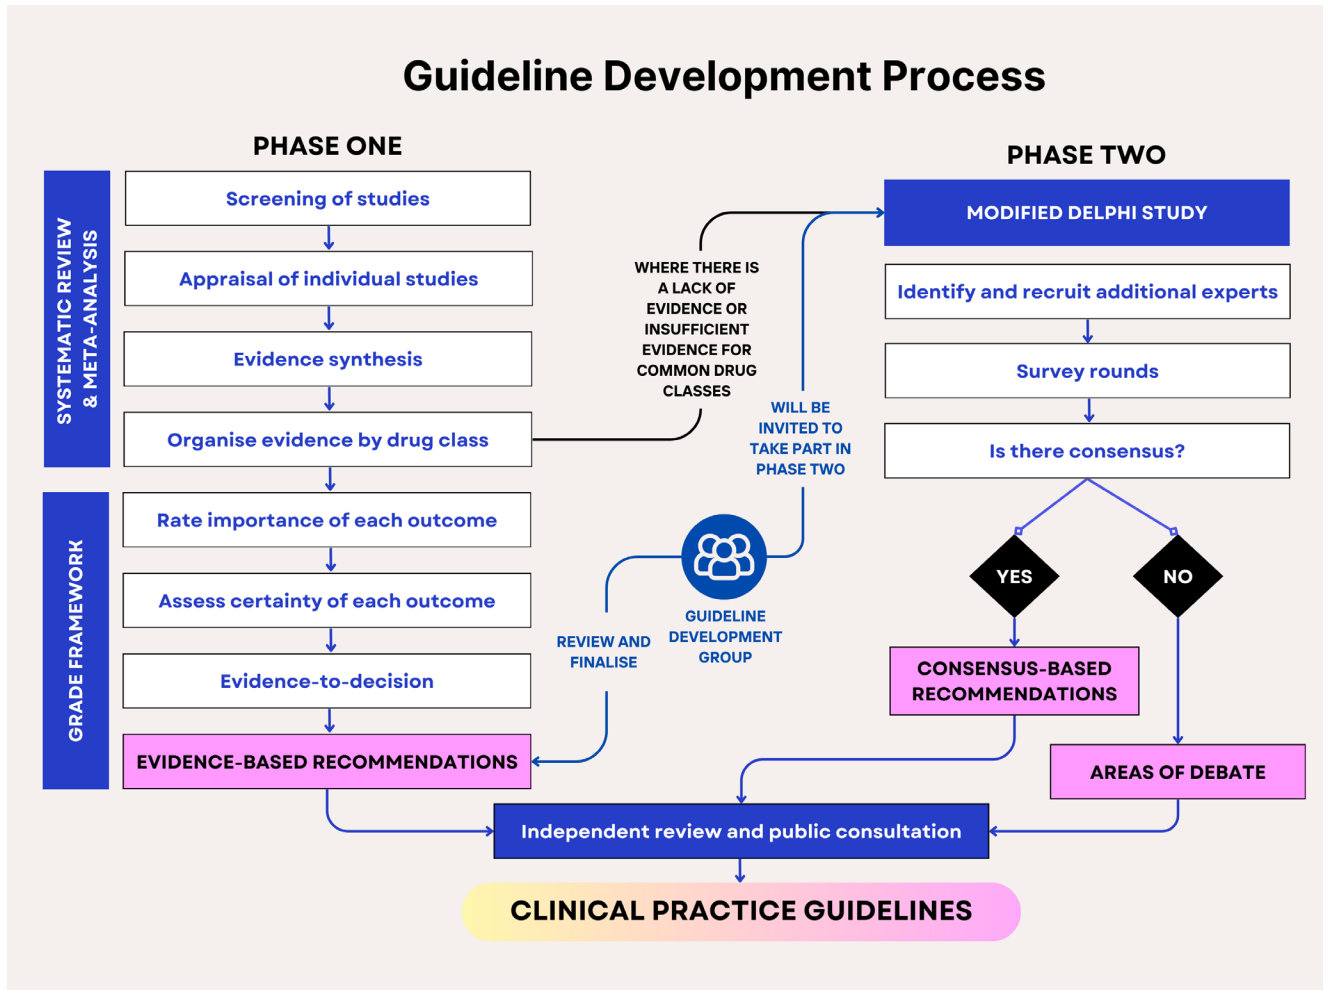 Guideline Development Process
PHASE ONE
SYSTEMATIC REVIEW
& META-ANALYSIS
Screening of studies
Appraisal of individual studies
Evidence synthesis
Organise evidence by drug class
GRADE FRAMEWORK
Rate importance of each outcome
Assess certainty of each outcome
Evidence-to-decision
EVIDENCE-BASED RECOMMENDATIONS
WHERE THERE IS
A LACK OF
EVIDENCE OR
INSUFFICIENT
EVIDENCE FOR
COMMON DRUG
CLASSES
WILL BE
INVITED TO
TAKE PART IN
PHASE TWO
GUIDELINE
DEVELOPMENT
GROUP
REVIEW AND
FINALISE
PHASE TWO
MODIFIED DELPHI STUDY
Identify and recruit additional experts
Survey rounds
Is there consensus?
YES
NO
CONSENSUS-BASED
RECOMMENDATIONS
AREAS OF DEBATE
Independent review and public consultation
CLINICAL PRACTICE GUIDELINES